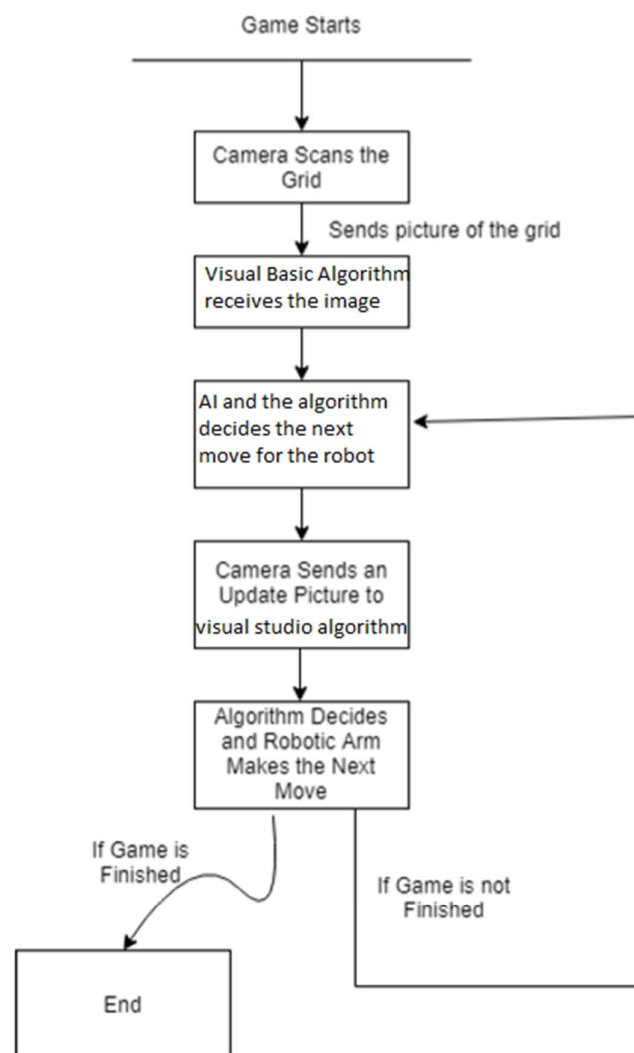 Game Starts
Camera Scans the
Grid
Sends picture of the grid
Visual Basic Algorithm
receives the image
AI and the algorithm
decides the next
move for the robot
Camera Sends an
Update Picture to
visual studio algorithm
Algorithm Decides
and Robotic Arm
Makes the Next
Move
If Game is
Finished
If Game is not
Finished
End